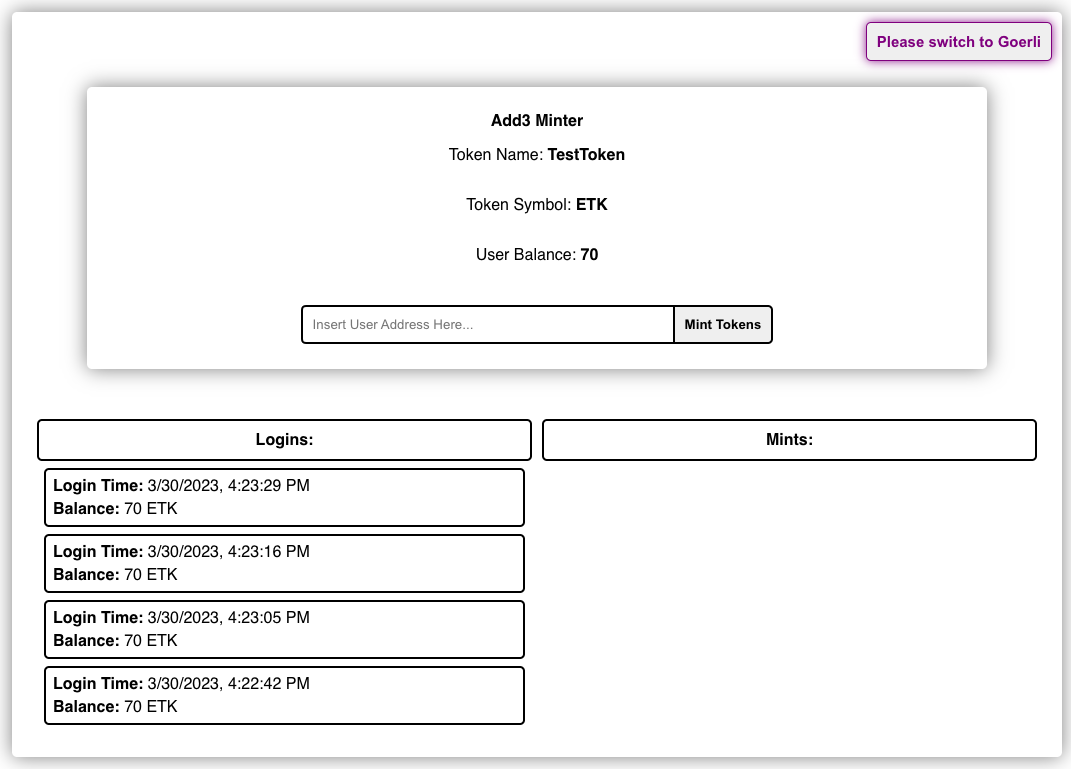 Please switch to Goerli
Add3 Minter
Token Name: TestToken
Token Symbol: ETK
User Balance: 70
Insert User Address Here...
Mint Tokens
Logins:
Mints:
Login Time: 3/30/2023, 4:23:29 PM
Balance: 70 ETK
Login Time: 3/30/2023, 4:23:16 PM
Balance: 70 ETK
Login Time: 3/30/2023, 4:23:05 PM
Balance: 70 ETK
Login Time: 3/30/2023, 4:22:42 PM
Balance: 70 ETK